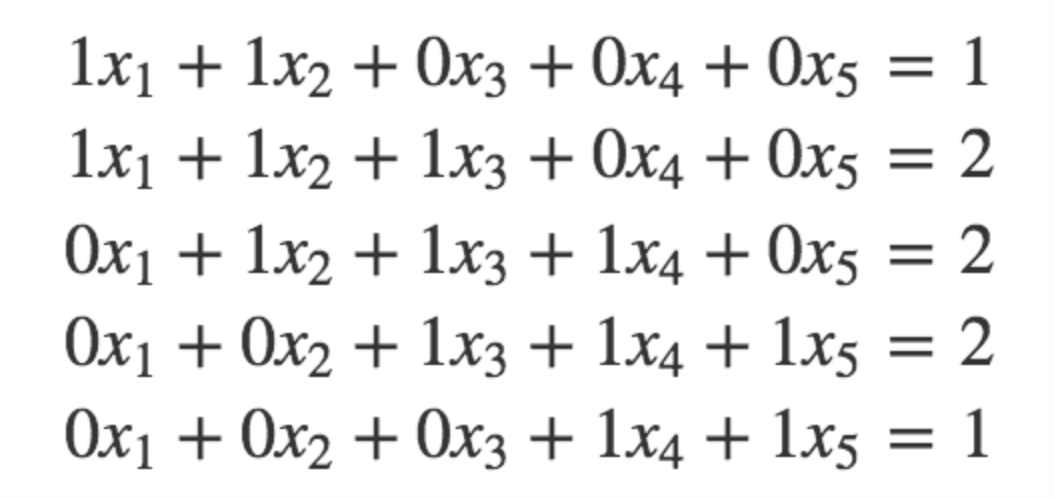 1x₁ + 1x₂ + 0x₃ + 0x₄ + 0x₅ = 1
1x₁ + 1x₂ + 1x₃ + 0x₄ + 0x₅ = 2
0x₁ + 1x₂ + 1x₃ + 1x₄ + 0x₅ = 2
0x₁ + 0x₂ + 1x₃ + 1x₄ + 1x₅ = 2
0x₁ + 0x₂ + 0x₃ + 1x₄ + 1x₅ = 1